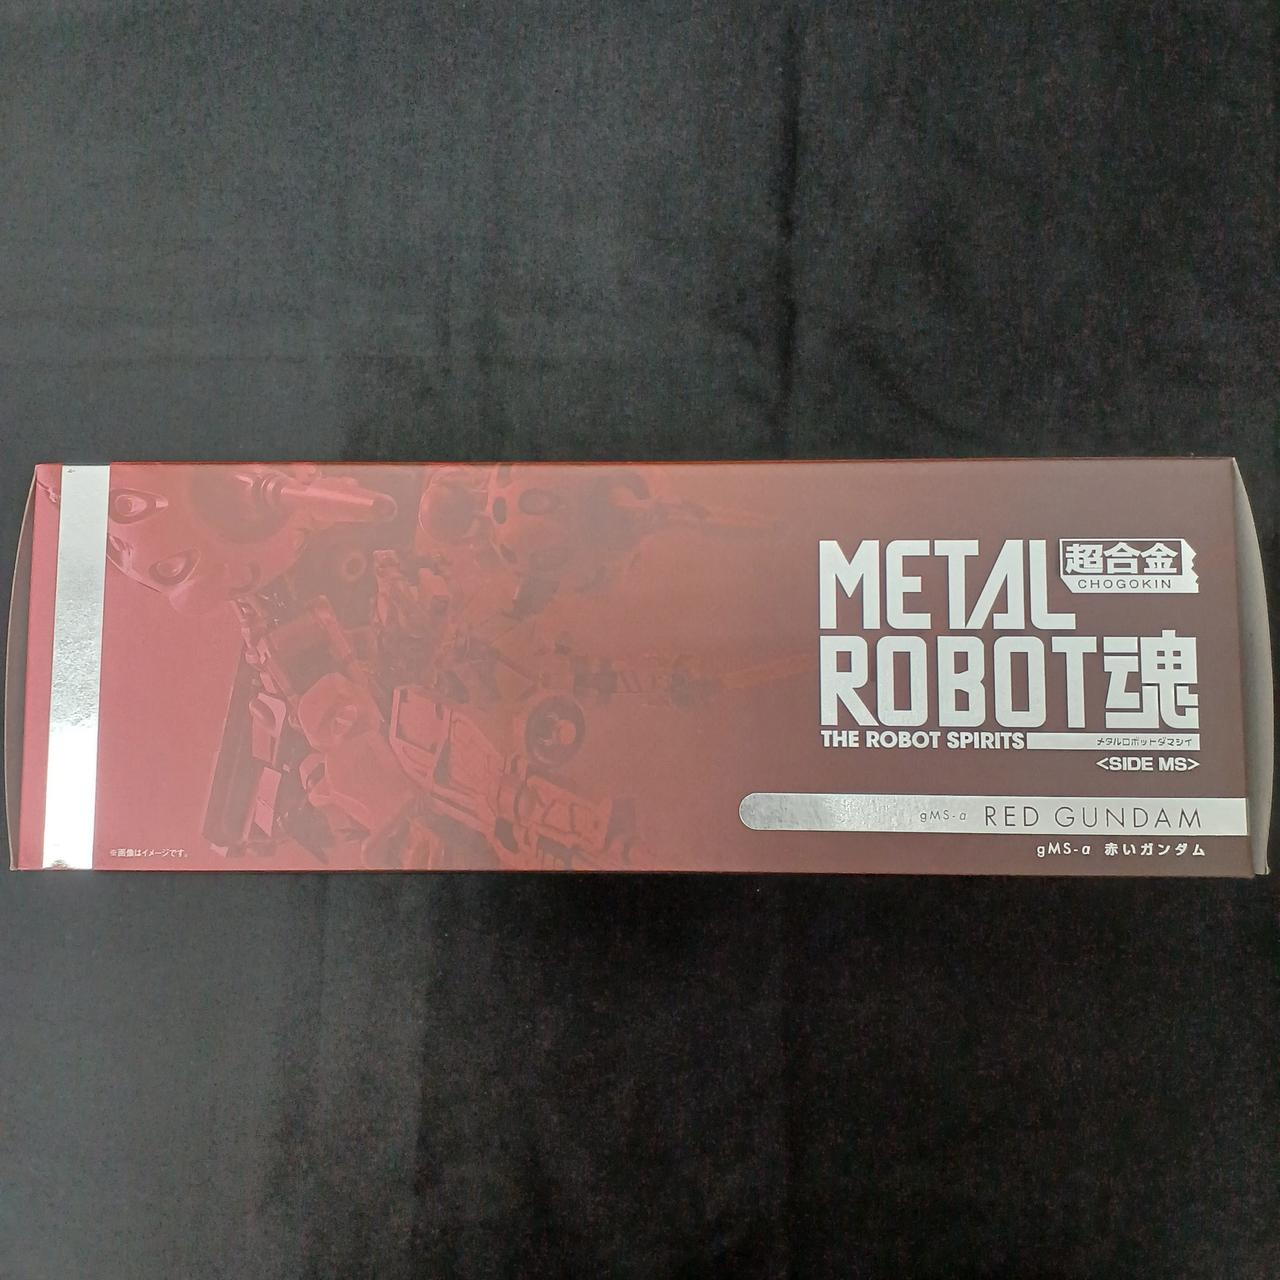 METAL 超合金
CHOGOKIN
ROBOT魂
THE ROBOT SPIRITS メタルロボットダマシイ
<SIDE MS>
gMS-α RED GUNDAM
gMS-α 赤いガンダム
※画像はイメージです。